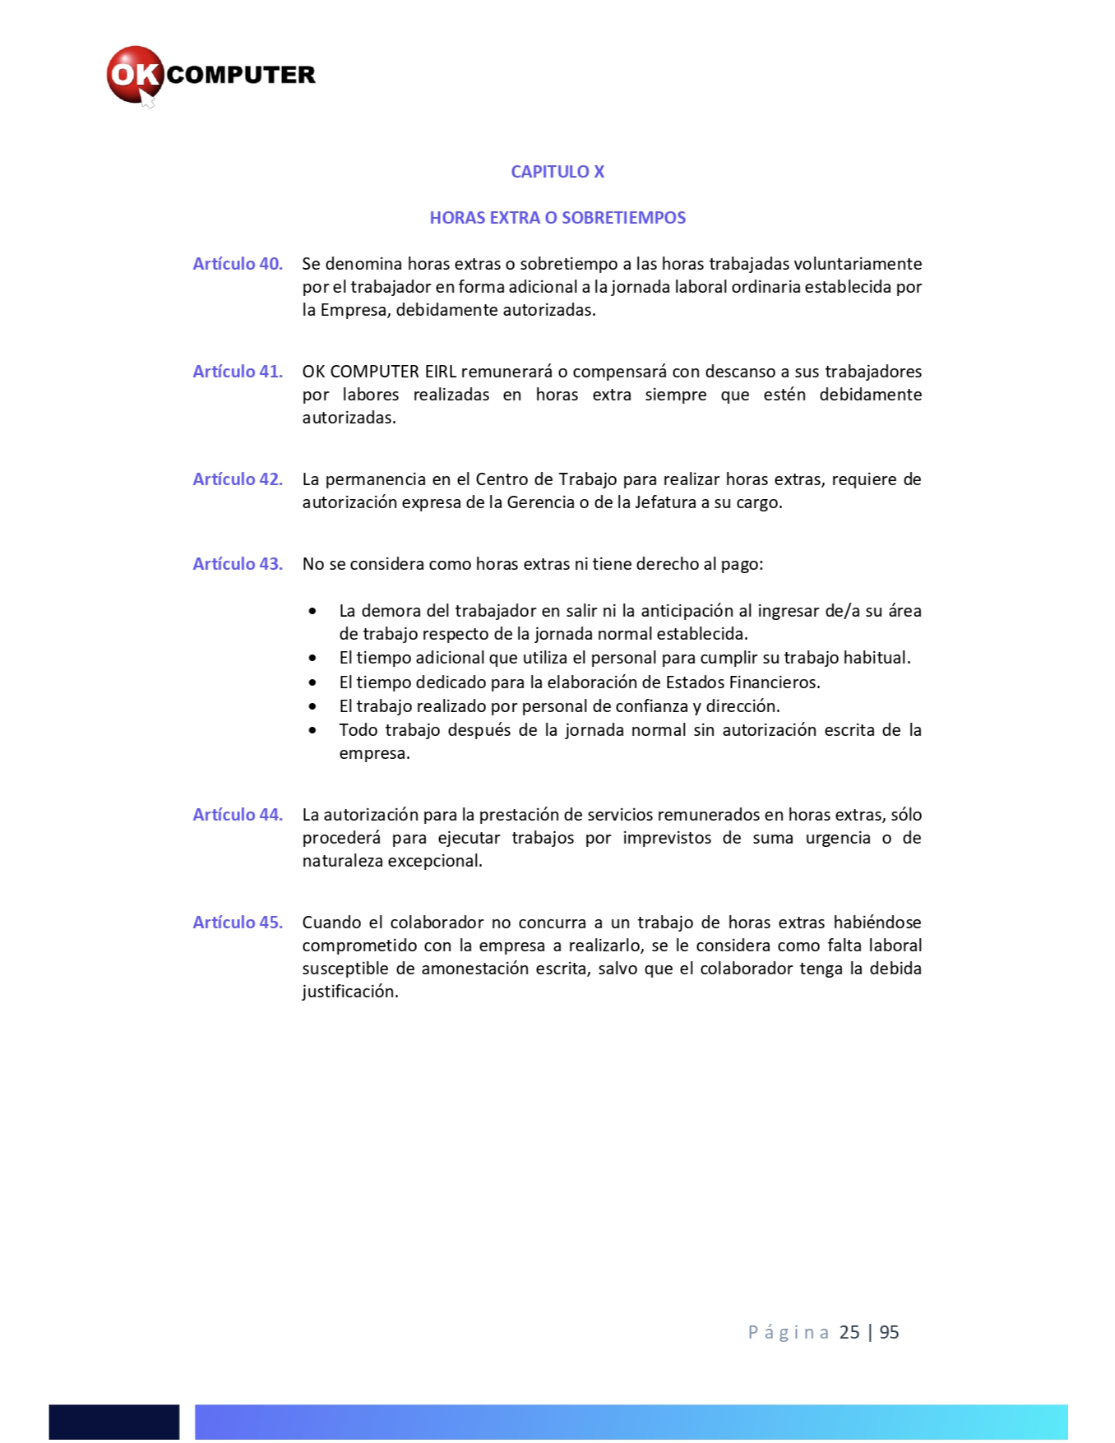 OK COMPUTER
CAPITULO X
HORAS EXTRA O SOBRETIEMPOS
Artículo 40. Se denomina horas extras o sobretiempo a las horas trabajadas voluntariamente
por el trabajador en forma adicional a la jornada laboral ordinaria establecida por
la Empresa, debidamente autorizadas.
Artículo 41. OK COMPUTER EIRL remunerará o compensará con descanso a sus trabajadores
por labores realizadas en horas extra siempre que estén debidamente
autorizadas.
Artículo 42. La permanencia en el Centro de Trabajo para realizar horas extras, requiere de
autorización expresa de la Gerencia o de la Jefatura a su cargo.
Artículo 43. No se considera como horas extras ni tiene derecho al pago:
• La demora del trabajador en salir ni la anticipación al ingresar de/a su área
de trabajo respecto de la jornada normal establecida.
• El tiempo adicional que utiliza el personal para cumplir su trabajo habitual.
• El tiempo dedicado para la elaboración de Estados Financieros.
• El trabajo realizado por personal de confianza y dirección.
• Todo trabajo después de la jornada normal sin autorización escrita de la
empresa.
Artículo 44. La autorización para la prestación de servicios remunerados en horas extras, sólo
procederá para ejecutar trabajos por imprevistos de suma urgencia o de
naturaleza excepcional.
Artículo 45. Cuando el colaborador no concurra a un trabajo de horas extras habiéndose
comprometido con la empresa a realizarlo, se le considera como falta laboral
susceptible de amonestación escrita, salvo que el colaborador tenga la debida
justificación.
Página 25 | 95